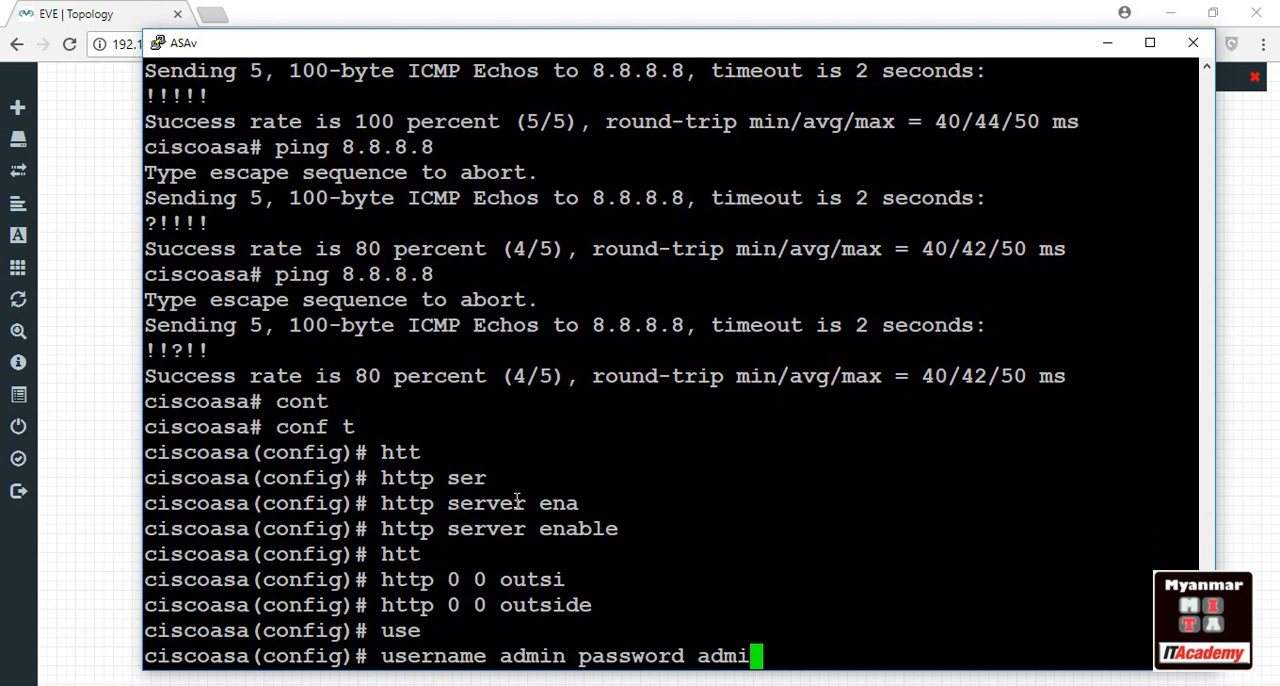 EVE | Topology
192.1
ASAv
Sending 5, 100-byte ICMP Echos to 8.8.8.8, timeout is 2 seconds:
!!!!!
Success rate is 100 percent (5/5), round-trip min/avg/max = 40/44/50 ms
ciscoasa# ping 8.8.8.8
Type escape sequence to abort.
Sending 5, 100-byte ICMP Echos to 8.8.8.8, timeout is 2 seconds:
?!!!!
Success rate is 80 percent (4/5), round-trip min/avg/max = 40/42/50 ms
ciscoasa# ping 8.8.8.8
Type escape sequence to abort.
Sending 5, 100-byte ICMP Echos to 8.8.8.8, timeout is 2 seconds:
!!?!!
Success rate is 80 percent (4/5), round-trip min/avg/max = 40/42/50 ms
ciscoasa# cont
ciscoasa# conf t
ciscoasa(config)# htt
ciscoasa(config)# http ser
ciscoasa(config)# http server ena
ciscoasa(config)# http server enable
ciscoasa(config)# htt
ciscoasa(config)# http 0 0 outsi
ciscoasa(config)# http 0 0 outside
ciscoasa(config)# use
ciscoasa(config)# username admin password admi
Myanmar
M I
T A
ITAcademy